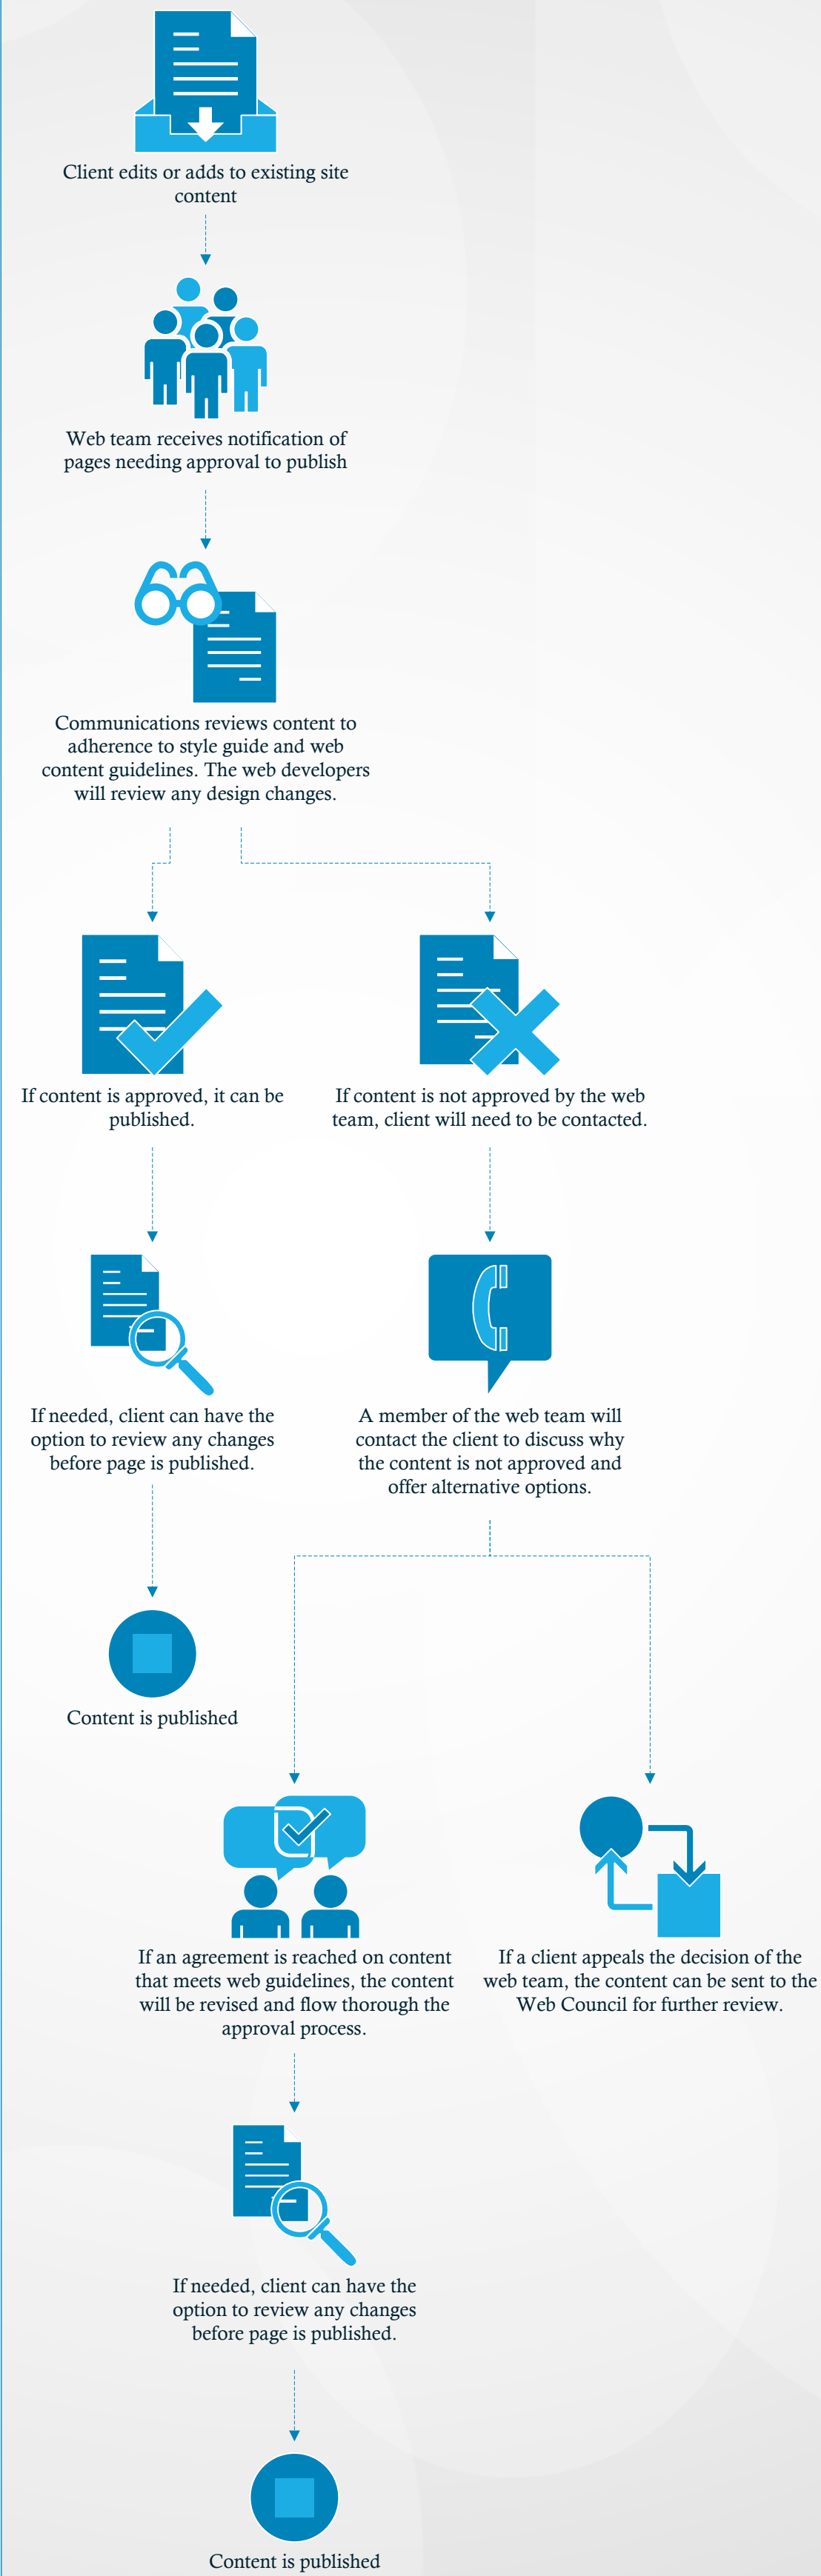 Client edits or adds to existing site
content
Web team receives notification of
pages needing approval to publish
Communications reviews content to
adherence to style guide and web
content guidelines. The web developers
will review any design changes.
If content is approved, it can be
published.
If content is not approved by the web
team, client will need to be contacted.
If needed, client can have the
option to review any changes
before page is published.
A member of the web team will
contact the client to discuss why
the content is not approved and
offer alternative options.
Content is published
If an agreement is reached on content
that meets web guidelines, the content
will be revised and flow thorough the
approval process.
If a client appeals the decision of the
web team, the content can be sent to the
Web Council for further review.
If needed, client can have the
option to review any changes
before page is published.
Content is published